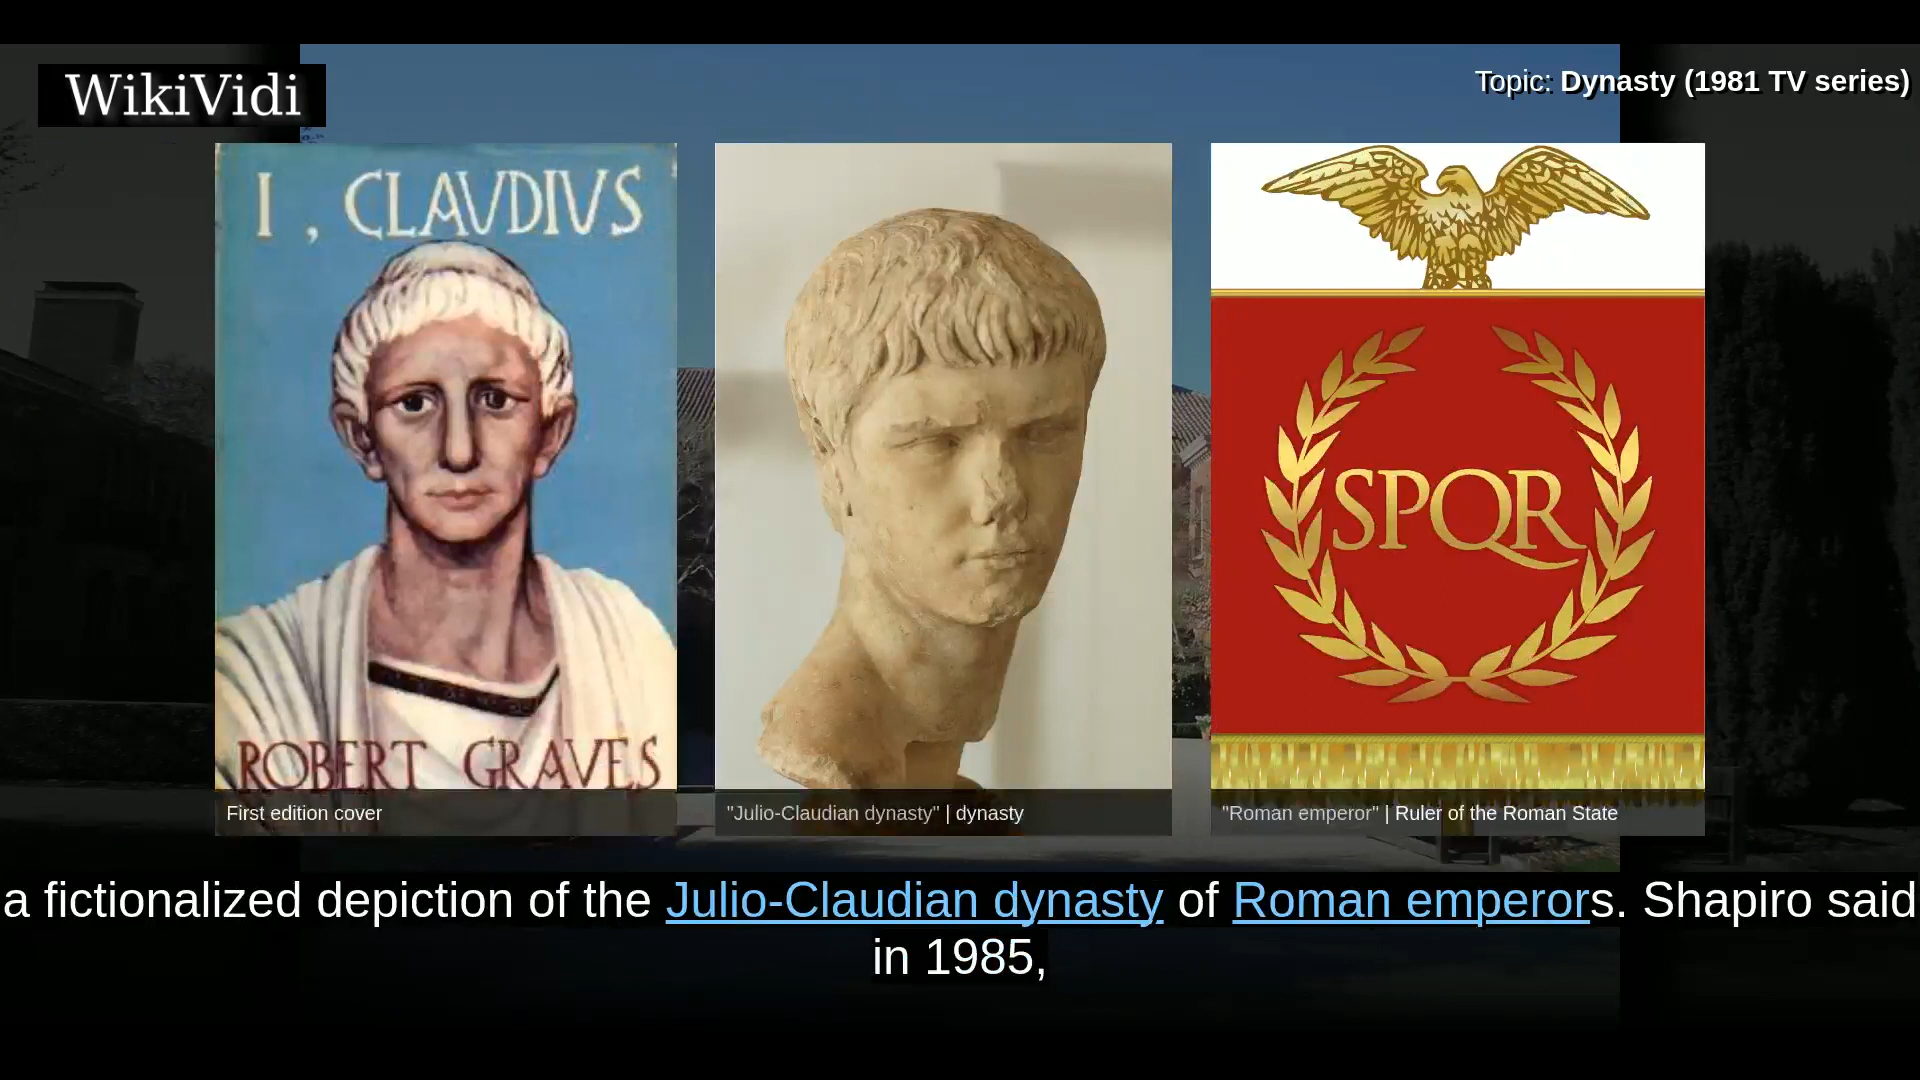 WikiVidi
Topic: Dynasty (1981 TV series)
I, CLAVDIVS
ROBERT GRAVES
SPQR
First edition cover
"Julio-Claudian dynasty" | dynasty
"Roman emperor" | Ruler of the Roman State
a fictionalized depiction of the Julio-Claudian dynasty of Roman emperors. Shapiro said
in 1985,